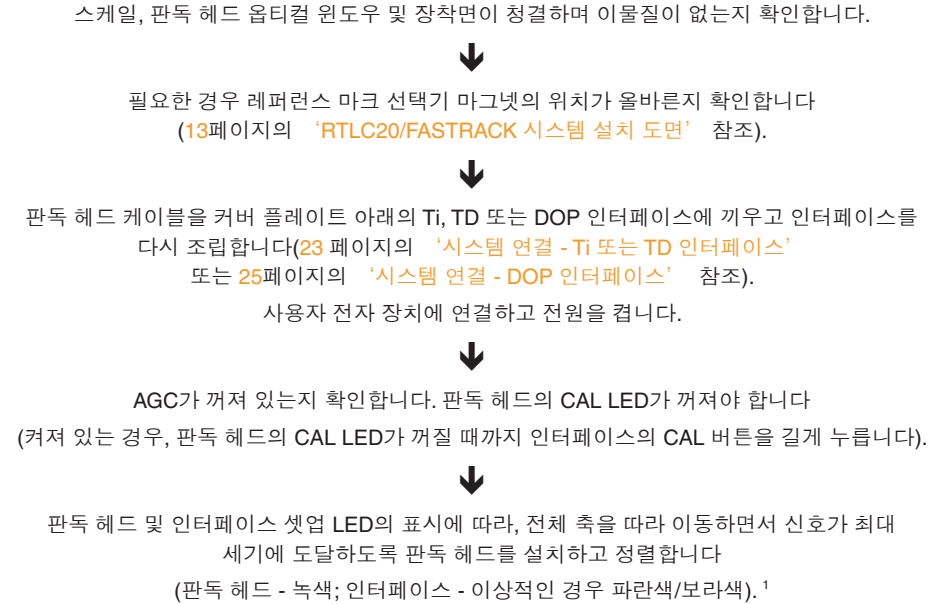 스케일, 판독 헤드 옵티컬 윈도우 및 장착면이 청결하며 이물질이 없는지 확인합니다.
필요한 경우 레퍼런스 마크 선택기 마그넷의 위치가 올바른지 확인합니다
(13페이지의 ‘RTLC20/FASTRACK 시스템 설치 도면’ 참조).
판독 헤드 케이블을 커버 플레이트 아래의 Ti, TD 또는 DOP 인터페이스에 끼우고 인터페이스를
다시 조립합니다(23 페이지의 ‘시스템 연결 - Ti 또는 TD 인터페이스’
또는 25페이지의 ‘시스템 연결 - DOP 인터페이스’ 참조).
사용자 전자 장치에 연결하고 전원을 켭니다.
AGC가 꺼져 있는지 확인합니다. 판독 헤드의 CAL LED가 꺼져야 합니다
(켜져 있는 경우, 판독 헤드의 CAL LED가 꺼질 때까지 인터페이스의 CAL 버튼을 길게 누릅니다).
판독 헤드 및 인터페이스 셋업 LED의 표시에 따라, 전체 축을 따라 이동하면서 신호가 최대
세기에 도달하도록 판독 헤드를 설치하고 정렬합니다
(판독 헤드 - 녹색; 인터페이스 - 이상적인 경우 파란색/보라색). ¹